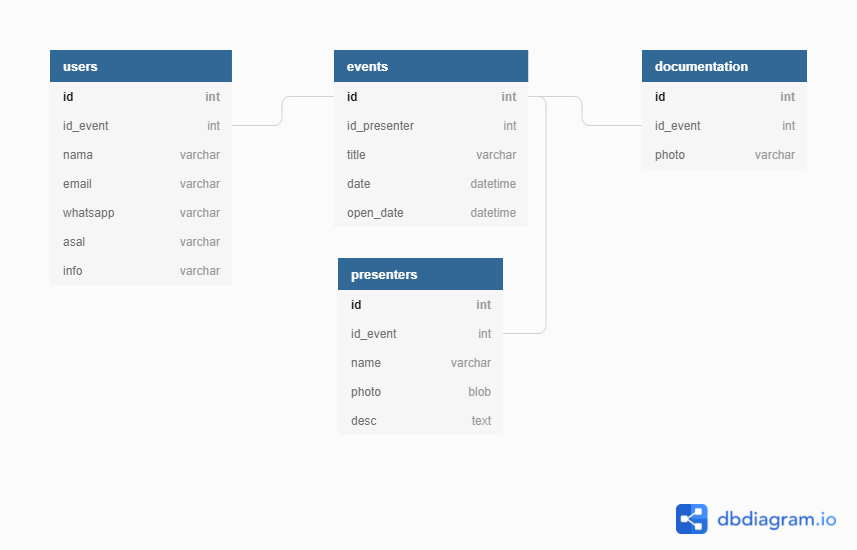 users
id int
id_event int
nama varchar
email varchar
whatsapp varchar
asal varchar
info varchar
events
id int
id_presenter int
title varchar
date datetime
open_date datetime
documentation
id int
id_event int
photo varchar
presenters
id int
id_event int
name varchar
photo blob
desc text
dbdiagram.io